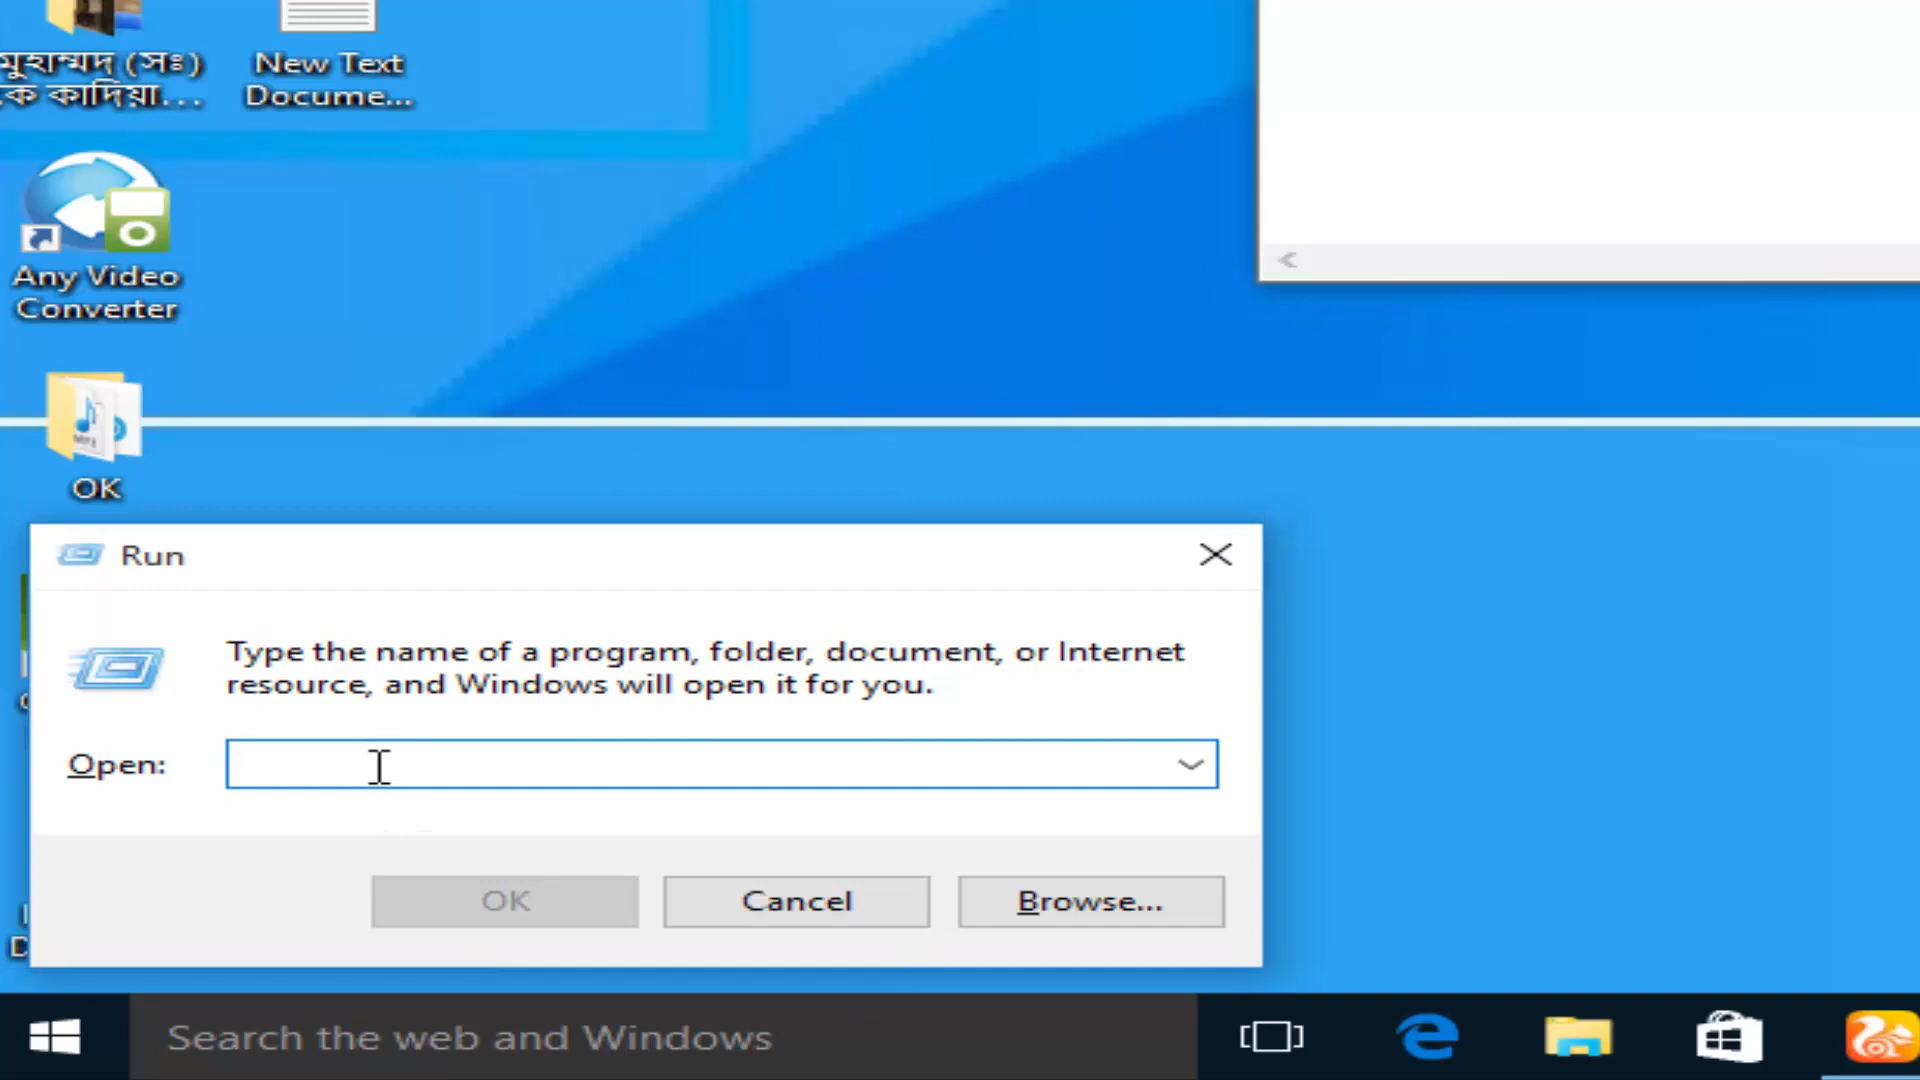 মুহাম্মদ (সঃ)
কে কাদিয়া...
New Text
Docume...
Any Video
Converter
OK
Run
Type the name of a program, folder, document, or Internet
resource, and Windows will open it for you.
Open:
OK
Cancel
Browse...
Search the web and Windows